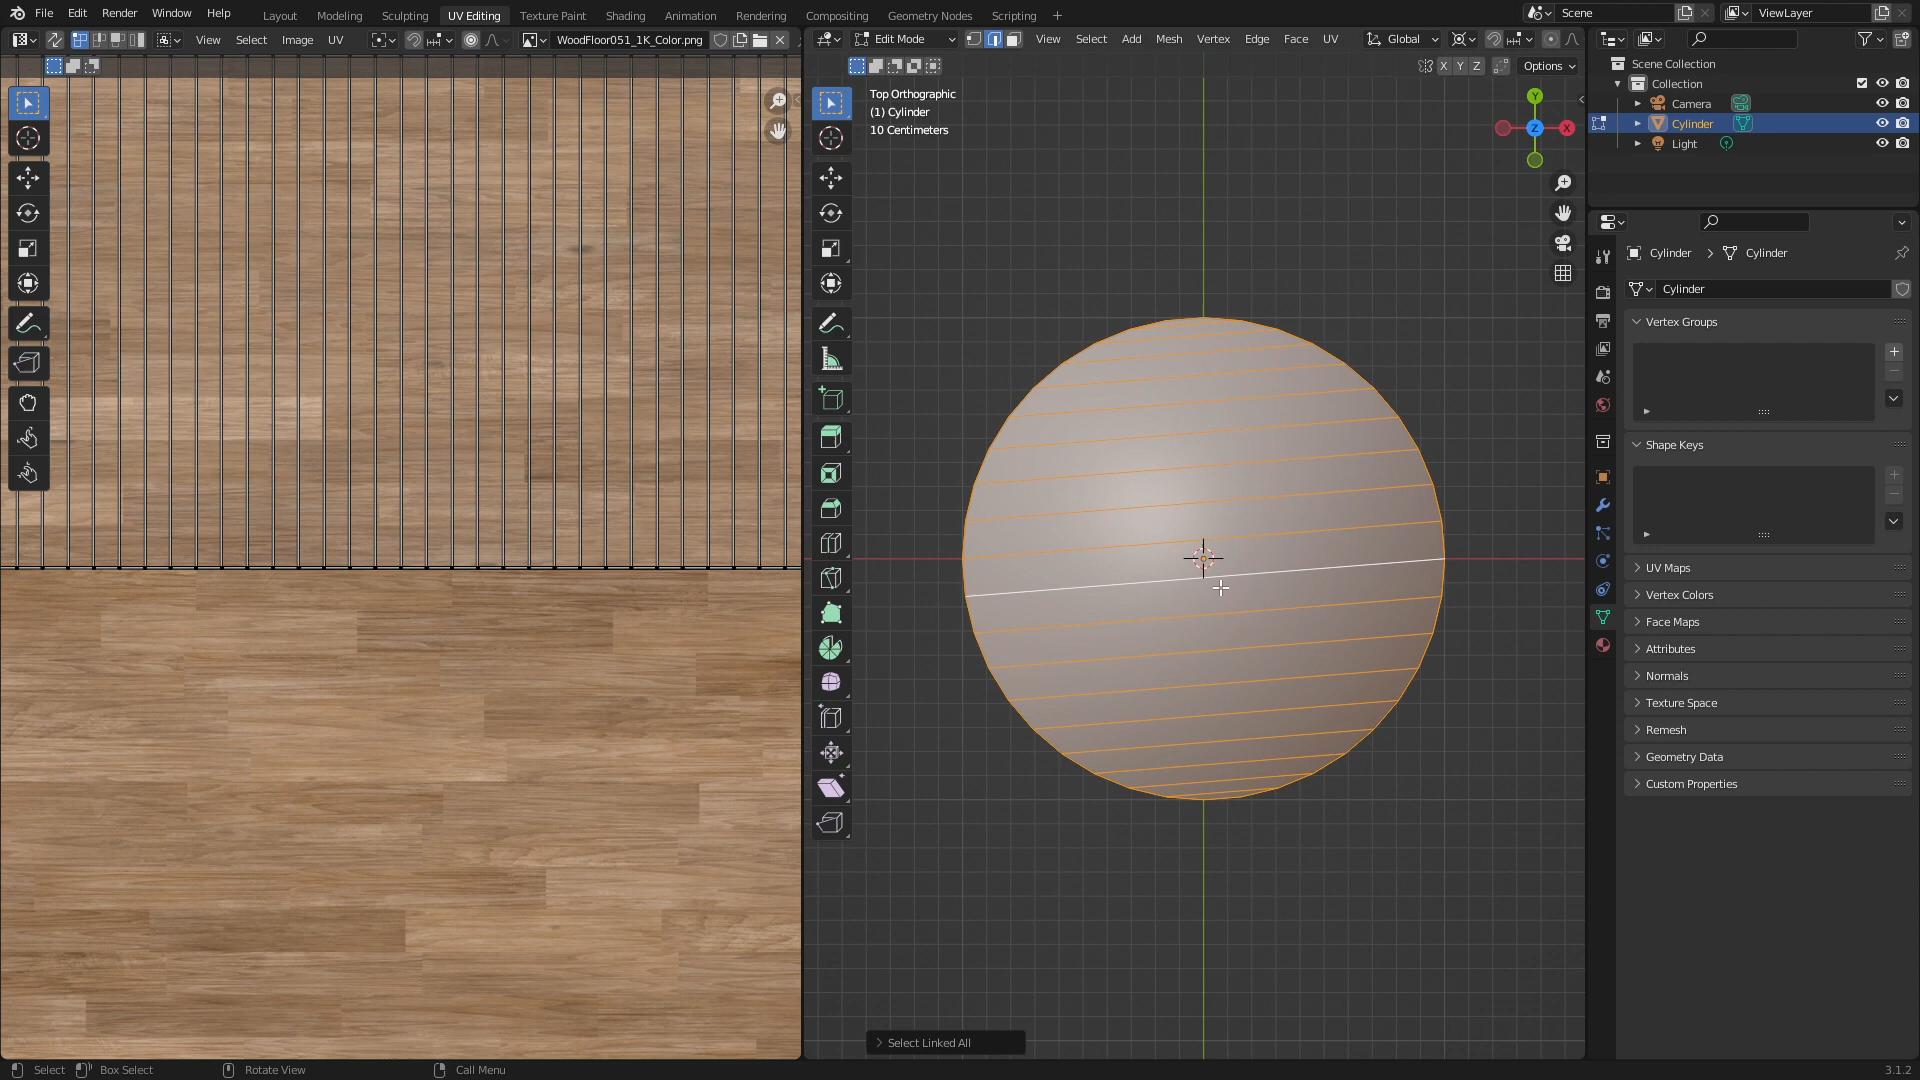 File Edit Render Window Help Layout Modeling Sculpting UV Editing Texture Paint Shading Animation Rendering Compositing Geometry Nodes Scripting + Scene ViewLayer
View Select Image UV WoodFloor051_1K_Color.png Edit Mode View Select Add Mesh Vertex Edge Face UV Global
X Y Z Options
Top Orthographic
(1) Cylinder
10 Centimeters
Y
Z
X
Scene Collection
Collection
Camera
Cylinder
Light
Cylinder > Cylinder
Cylinder
Vertex Groups
Shape Keys
UV Maps
Vertex Colors
Face Maps
Attributes
Normals
Texture Space
Remesh
Geometry Data
Custom Properties
Select Linked All
Select Box Select Rotate View Call Menu 3.1.2